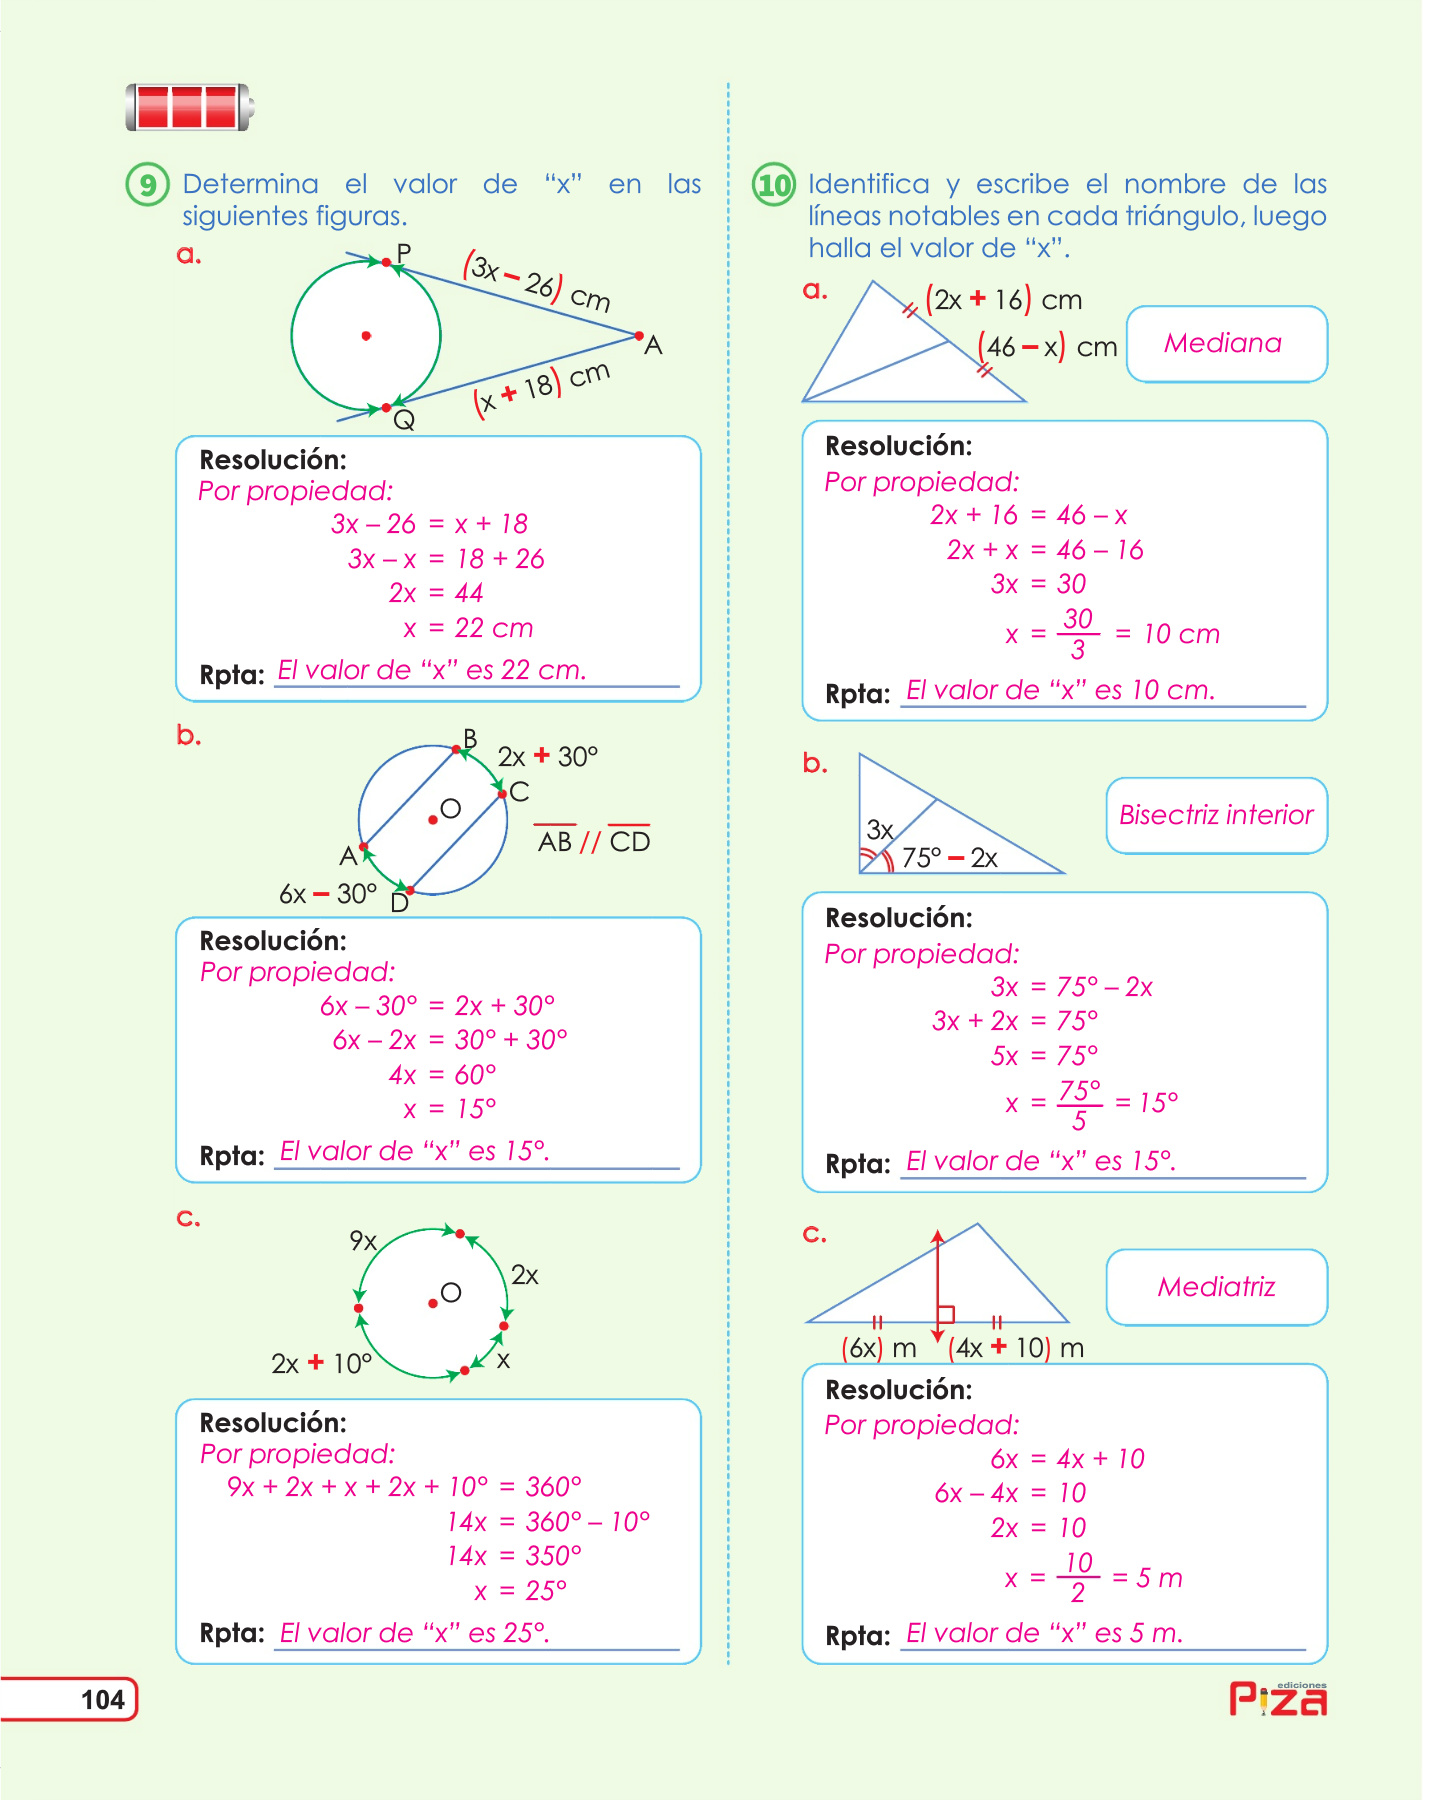 9 Determina el valor de “x” en las
siguientes figuras.
a.
P
(3x – 26) cm
A
(x + 18) cm
Q
Resolución:
Por propiedad:
3x – 26 = x + 18
3x – x = 18 + 26
2x = 44
x = 22 cm
Rpta: El valor de “x” es 22 cm.
b.
B
2x + 30°
C
O
AB // CD
A
6x – 30°
D
Resolución:
Por propiedad:
6x – 30° = 2x + 30°
6x – 2x = 30° + 30°
4x = 60°
x = 15°
Rpta: El valor de “x” es 15°.
c.
9x
2x
O
2x + 10°
x
Resolución:
Por propiedad:
9x + 2x + x + 2x + 10° = 360°
14x = 360° – 10°
14x = 350°
x = 25°
Rpta: El valor de “x” es 25°.
10 Identifica y escribe el nombre de las
líneas notables en cada triángulo, luego
halla el valor de “x”.
a.
(2x + 16) cm
(46 – x) cm
Mediana
Resolución:
Por propiedad:
2x + 16 = 46 – x
2x + x = 46 – 16
3x = 30
x = 30/3 = 10 cm
Rpta: El valor de “x” es 10 cm.
b.
3x
75° – 2x
Bisectriz interior
Resolución:
Por propiedad:
3x = 75° – 2x
3x + 2x = 75°
5x = 75°
x = 75°/5 = 15°
Rpta: El valor de “x” es 15°.
c.
(6x) m (4x + 10) m
Mediatriz
Resolución:
Por propiedad:
6x = 4x + 10
6x – 4x = 10
2x = 10
x = 10/2 = 5 m
Rpta: El valor de “x” es 5 m.
104
ediciones
Piza